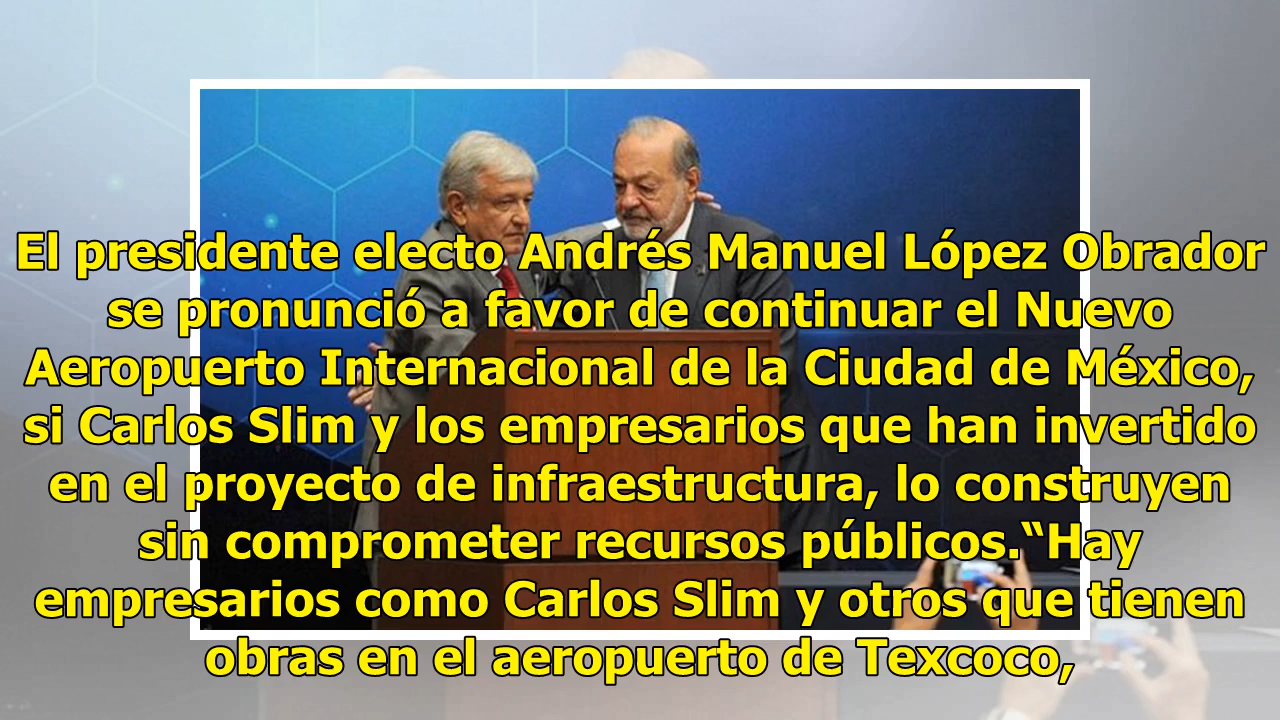 El presidente electo Andrés Manuel López Obrador
se pronunció a favor de continuar el Nuevo
Aeropuerto Internacional de la Ciudad de México,
si Carlos Slim y los empresarios que han invertido
en el proyecto de infraestructura, lo construyen
sin comprometer recursos públicos.“Hay
empresarios como Carlos Slim y otros que tienen
obras en el aeropuerto de Texcoco,